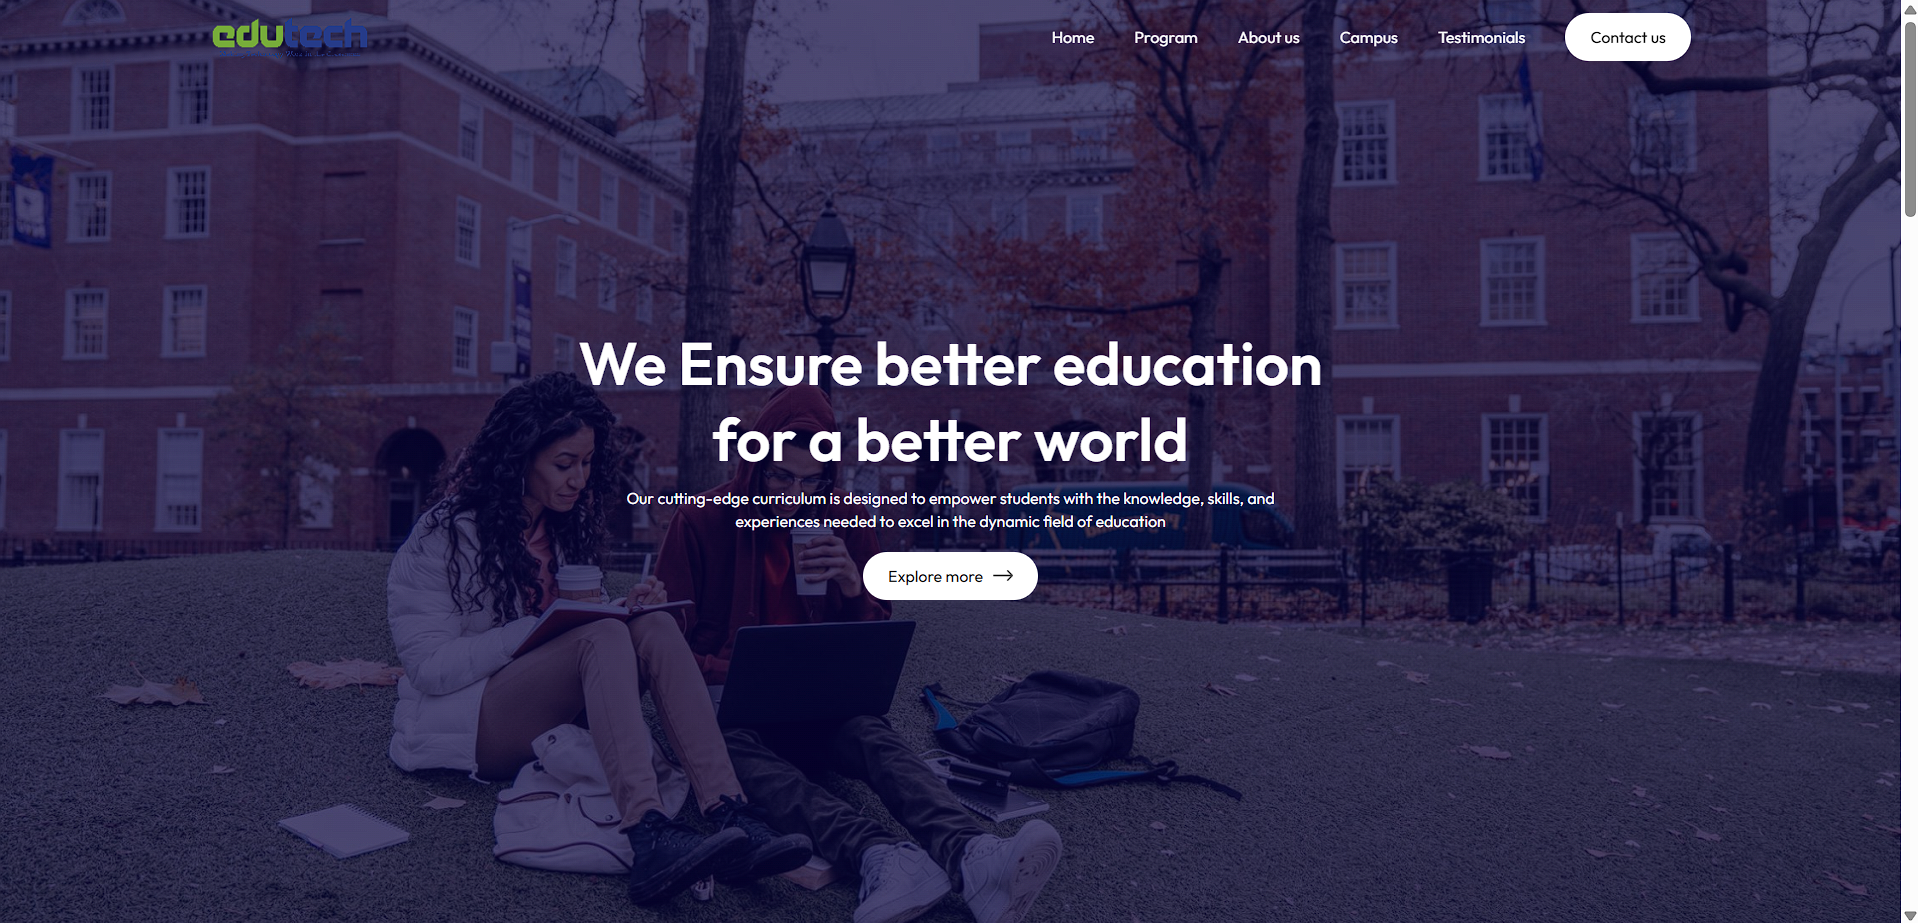 edutech
Home Program About us Campus Testimonials Contact us
We Ensure better education
for a better world
Our cutting-edge curriculum is designed to empower students with the knowledge, skills, and
experiences needed to excel in the dynamic field of education
Explore more